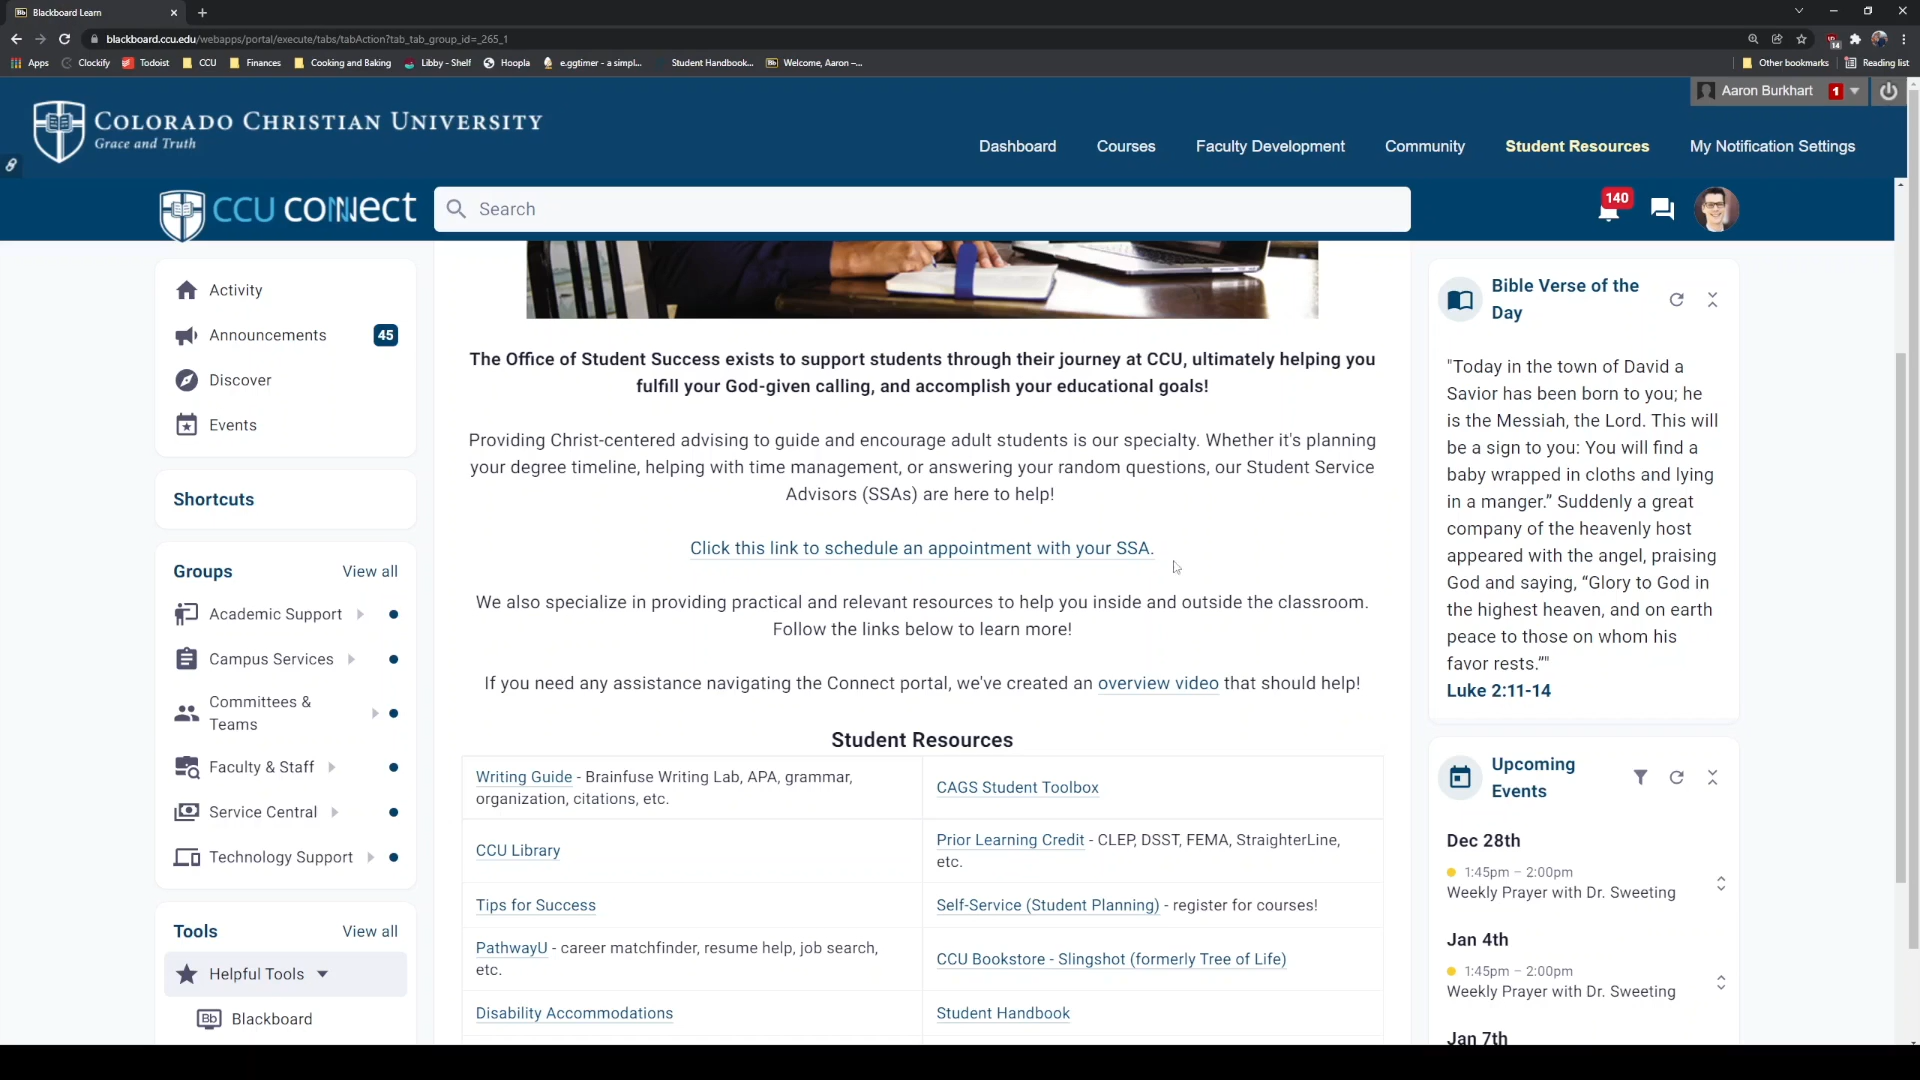 Blackboard Learn
blackboard.ccu.edu/webapps/portal/execute/tabs/tabAction?tab_tab_group_id=_265_1
Apps Clockify Todoist CCU Finances Cooking and Baking Libby - Shelf Hoopla e.ggtimer - a simpl... Student Handbook... Welcome, Aaron –... Other bookmarks Reading list
Aaron Burkhart 1
COLORADO CHRISTIAN UNIVERSITY
Grace and Truth
Dashboard Courses Faculty Development Community Student Resources My Notification Settings
CCU CONNECT
Search
140
Activity
Announcements 45
Discover
Events
Shortcuts
Groups View all
Academic Support
Campus Services
Committees &
Teams
Faculty & Staff
Service Central
Technology Support
Tools View all
Helpful Tools
Bb Blackboard
The Office of Student Success exists to support students through their journey at CCU, ultimately helping you
fulfill your God-given calling, and accomplish your educational goals!
Providing Christ-centered advising to guide and encourage adult students is our specialty. Whether it's planning
your degree timeline, helping with time management, or answering your random questions, our Student Service
Advisors (SSAs) are here to help!
Click this link to schedule an appointment with your SSA.
We also specialize in providing practical and relevant resources to help you inside and outside the classroom.
Follow the links below to learn more!
If you need any assistance navigating the Connect portal, we've created an overview video that should help!
Student Resources
Writing Guide - Brainfuse Writing Lab, APA, grammar,
organization, citations, etc.
CAGS Student Toolbox
CCU Library
Prior Learning Credit - CLEP, DSST, FEMA, StraighterLine,
etc.
Tips for Success
Self-Service (Student Planning) - register for courses!
PathwayU - career matchfinder, resume help, job search,
etc.
CCU Bookstore - Slingshot (formerly Tree of Life)
Disability Accommodations
Student Handbook
Bible Verse of the
Day
"Today in the town of David a
Savior has been born to you; he
is the Messiah, the Lord. This will
be a sign to you: You will find a
baby wrapped in cloths and lying
in a manger.” Suddenly a great
company of the heavenly host
appeared with the angel, praising
God and saying, “Glory to God in
the highest heaven, and on earth
peace to those on whom his
favor rests.”"
Luke 2:11-14
Upcoming
Events
Dec 28th
1:45pm – 2:00pm
Weekly Prayer with Dr. Sweeting
Jan 4th
1:45pm – 2:00pm
Weekly Prayer with Dr. Sweeting
Jan 7th